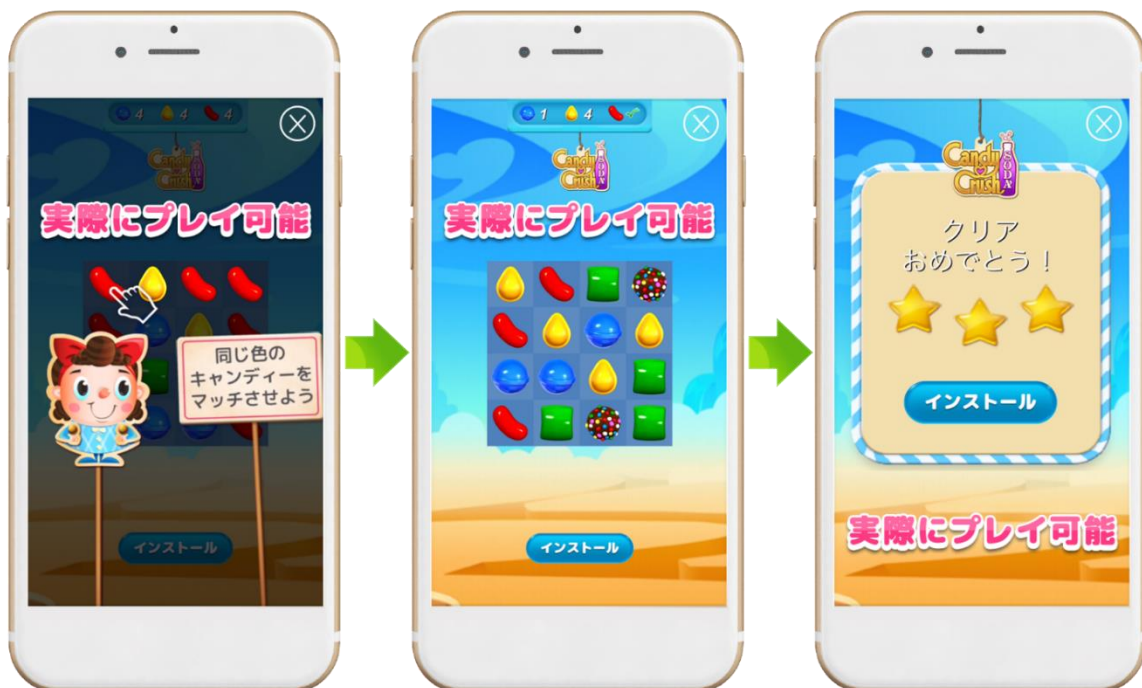 4 4 4
Candy
Crush
SODA
実際にプレイ可能
同じ色の
キャンディーを
マッチさせよう
インストール
1 4
Candy
Crush
SODA
実際にプレイ可能
インストール
Candy
Crush
SODA
クリア
おめでとう!
インストール
実際にプレイ可能